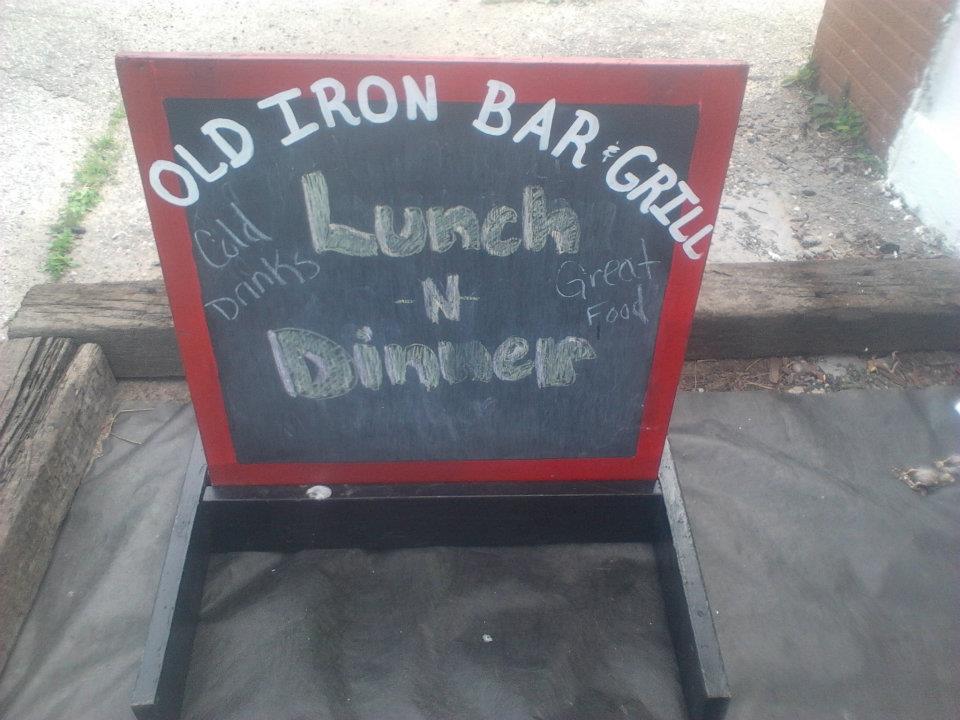 OLD IRON BAR & GRILL
Cold
Drinks
Lunch
-N-
Dinner
Great
Food